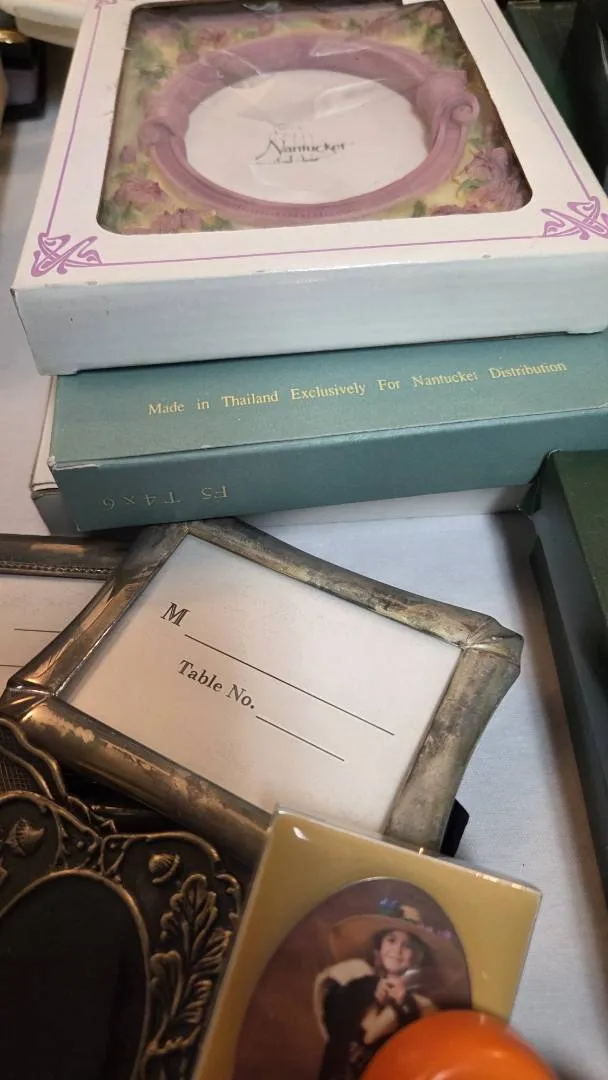 Nantucket
Made in Thailand Exclusively For Nantucket Distribution
F5 T4x6
M
Table No.